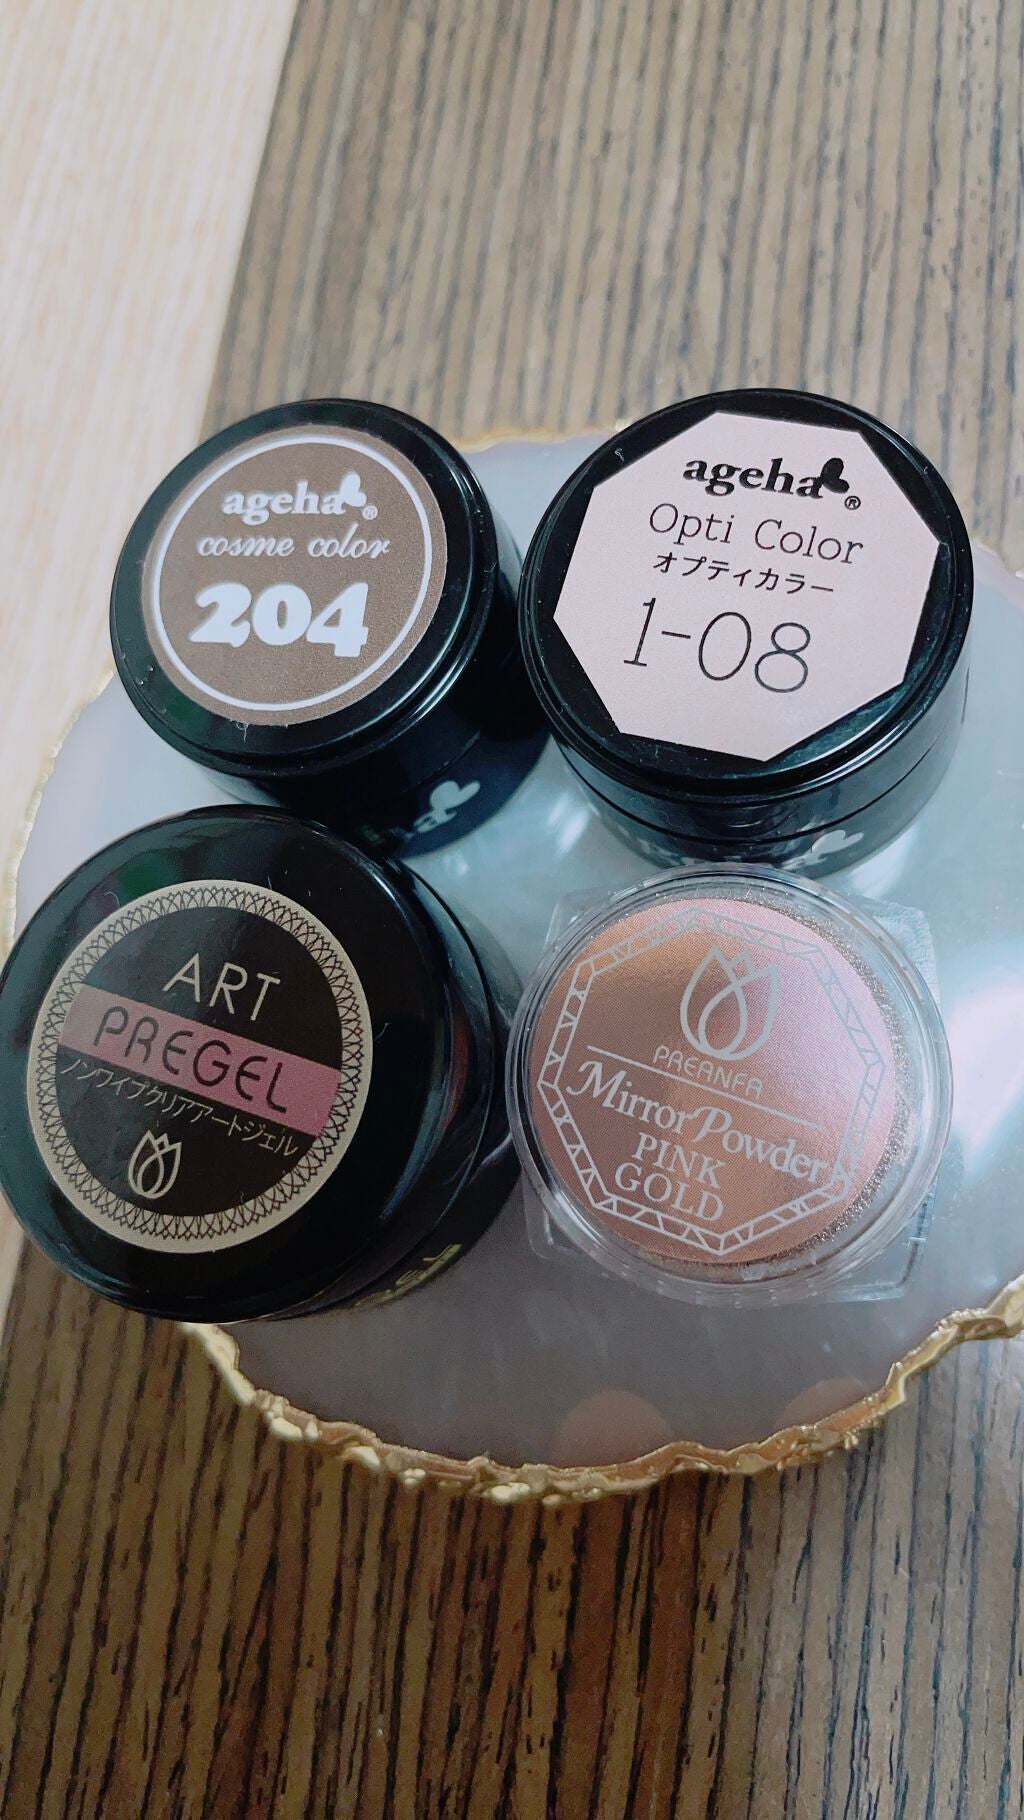 ageha®
cosme color
204
ageha®
Opti Color
オプティカラー
1-08
ART
PREGEL
ノンワイプクリアアートジェル
PREANFA
Mirror Powder
PINK
GOLD